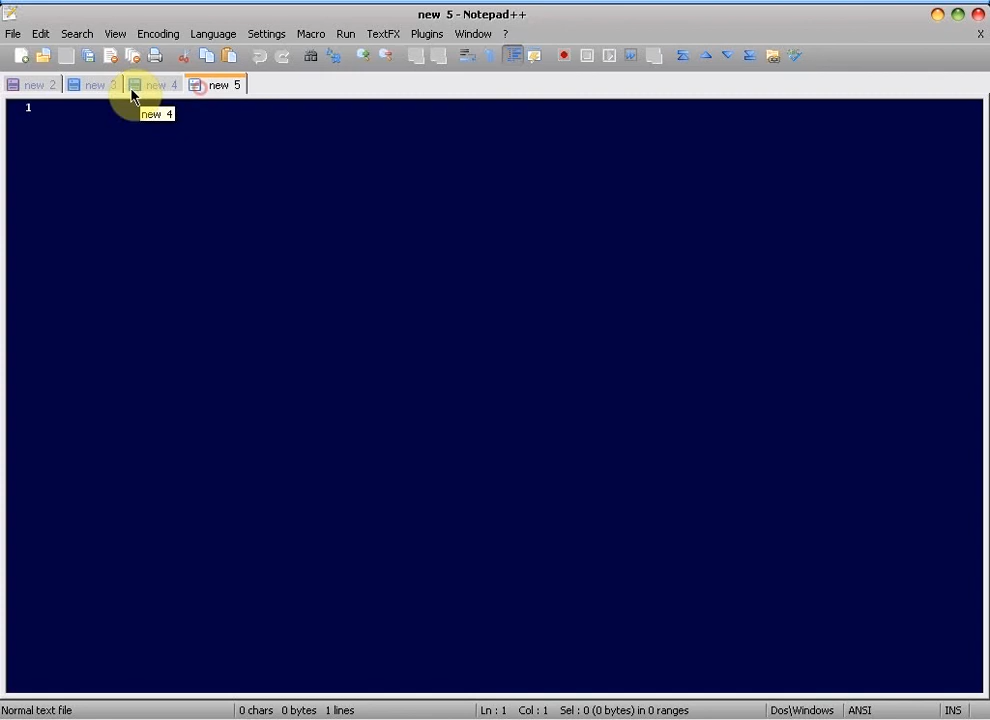 new 5 - Notepad++
File Edit Search View Encoding Language Settings Macro Run TextFX Plugins Window ? X
new 2 new 3 new 4 new 5
new 4
1
Normal text file 0 chars 0 bytes 1 lines Ln : 1 Col : 1 Sel : 0 (0 bytes) in 0 ranges Dos\Windows ANSI INS